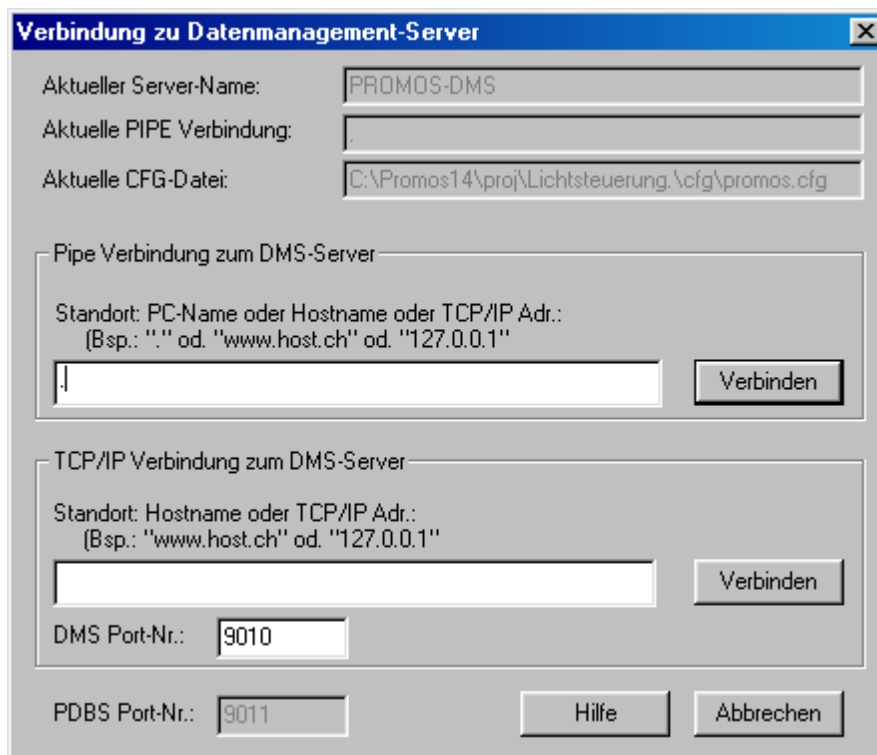 Verbindung zu Datenmanagement-Server
Aktueller Server-Name: PROMOS-DMS
Aktuelle PIPE Verbindung: .
Aktuelle CFG-Datei: C:\Promos14\proj\Lichtsteuerung.\cfg\promos.cfg
Pipe Verbindung zum DMS-Server
Standort: PC-Name oder Hostname oder TCP/IP Adr.:
(Bsp.: "." od. "www.host.ch" od. "127.0.0.1"
. Verbinden
TCP/IP Verbindung zum DMS-Server
Standort: Hostname oder TCP/IP Adr.:
(Bsp.: "www.host.ch" od. "127.0.0.1"
Verbinden
DMS Port-Nr.: 9010
PDBS Port-Nr.: 9011 Hilfe Abbrechen